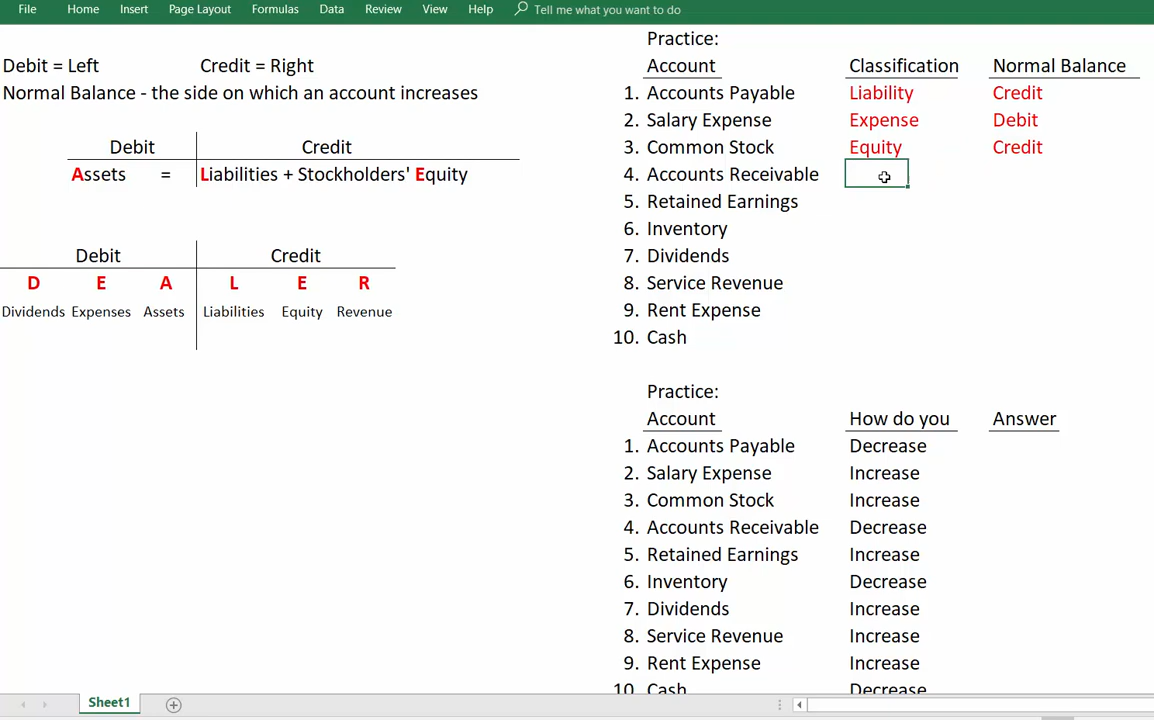 File Home Insert Page Layout Formulas Data Review View Help Tell me what you want to do
Debit = Left Credit = Right
Normal Balance - the side on which an account increases
Debit Credit
Assets = Liabilities + Stockholders' Equity
Debit Credit
D E A L E R
Dividends Expenses Assets Liabilities Equity Revenue
Practice:
Account Classification Normal Balance
1. Accounts Payable Liability Credit
2. Salary Expense Expense Debit
3. Common Stock Equity Credit
4. Accounts Receivable
5. Retained Earnings
6. Inventory
7. Dividends
8. Service Revenue
9. Rent Expense
10. Cash
Practice:
Account How do you Answer
1. Accounts Payable Decrease
2. Salary Expense Increase
3. Common Stock Increase
4. Accounts Receivable Decrease
5. Retained Earnings Increase
6. Inventory Decrease
7. Dividends Increase
8. Service Revenue Increase
9. Rent Expense Increase
10. Cash Decrease
Sheet1